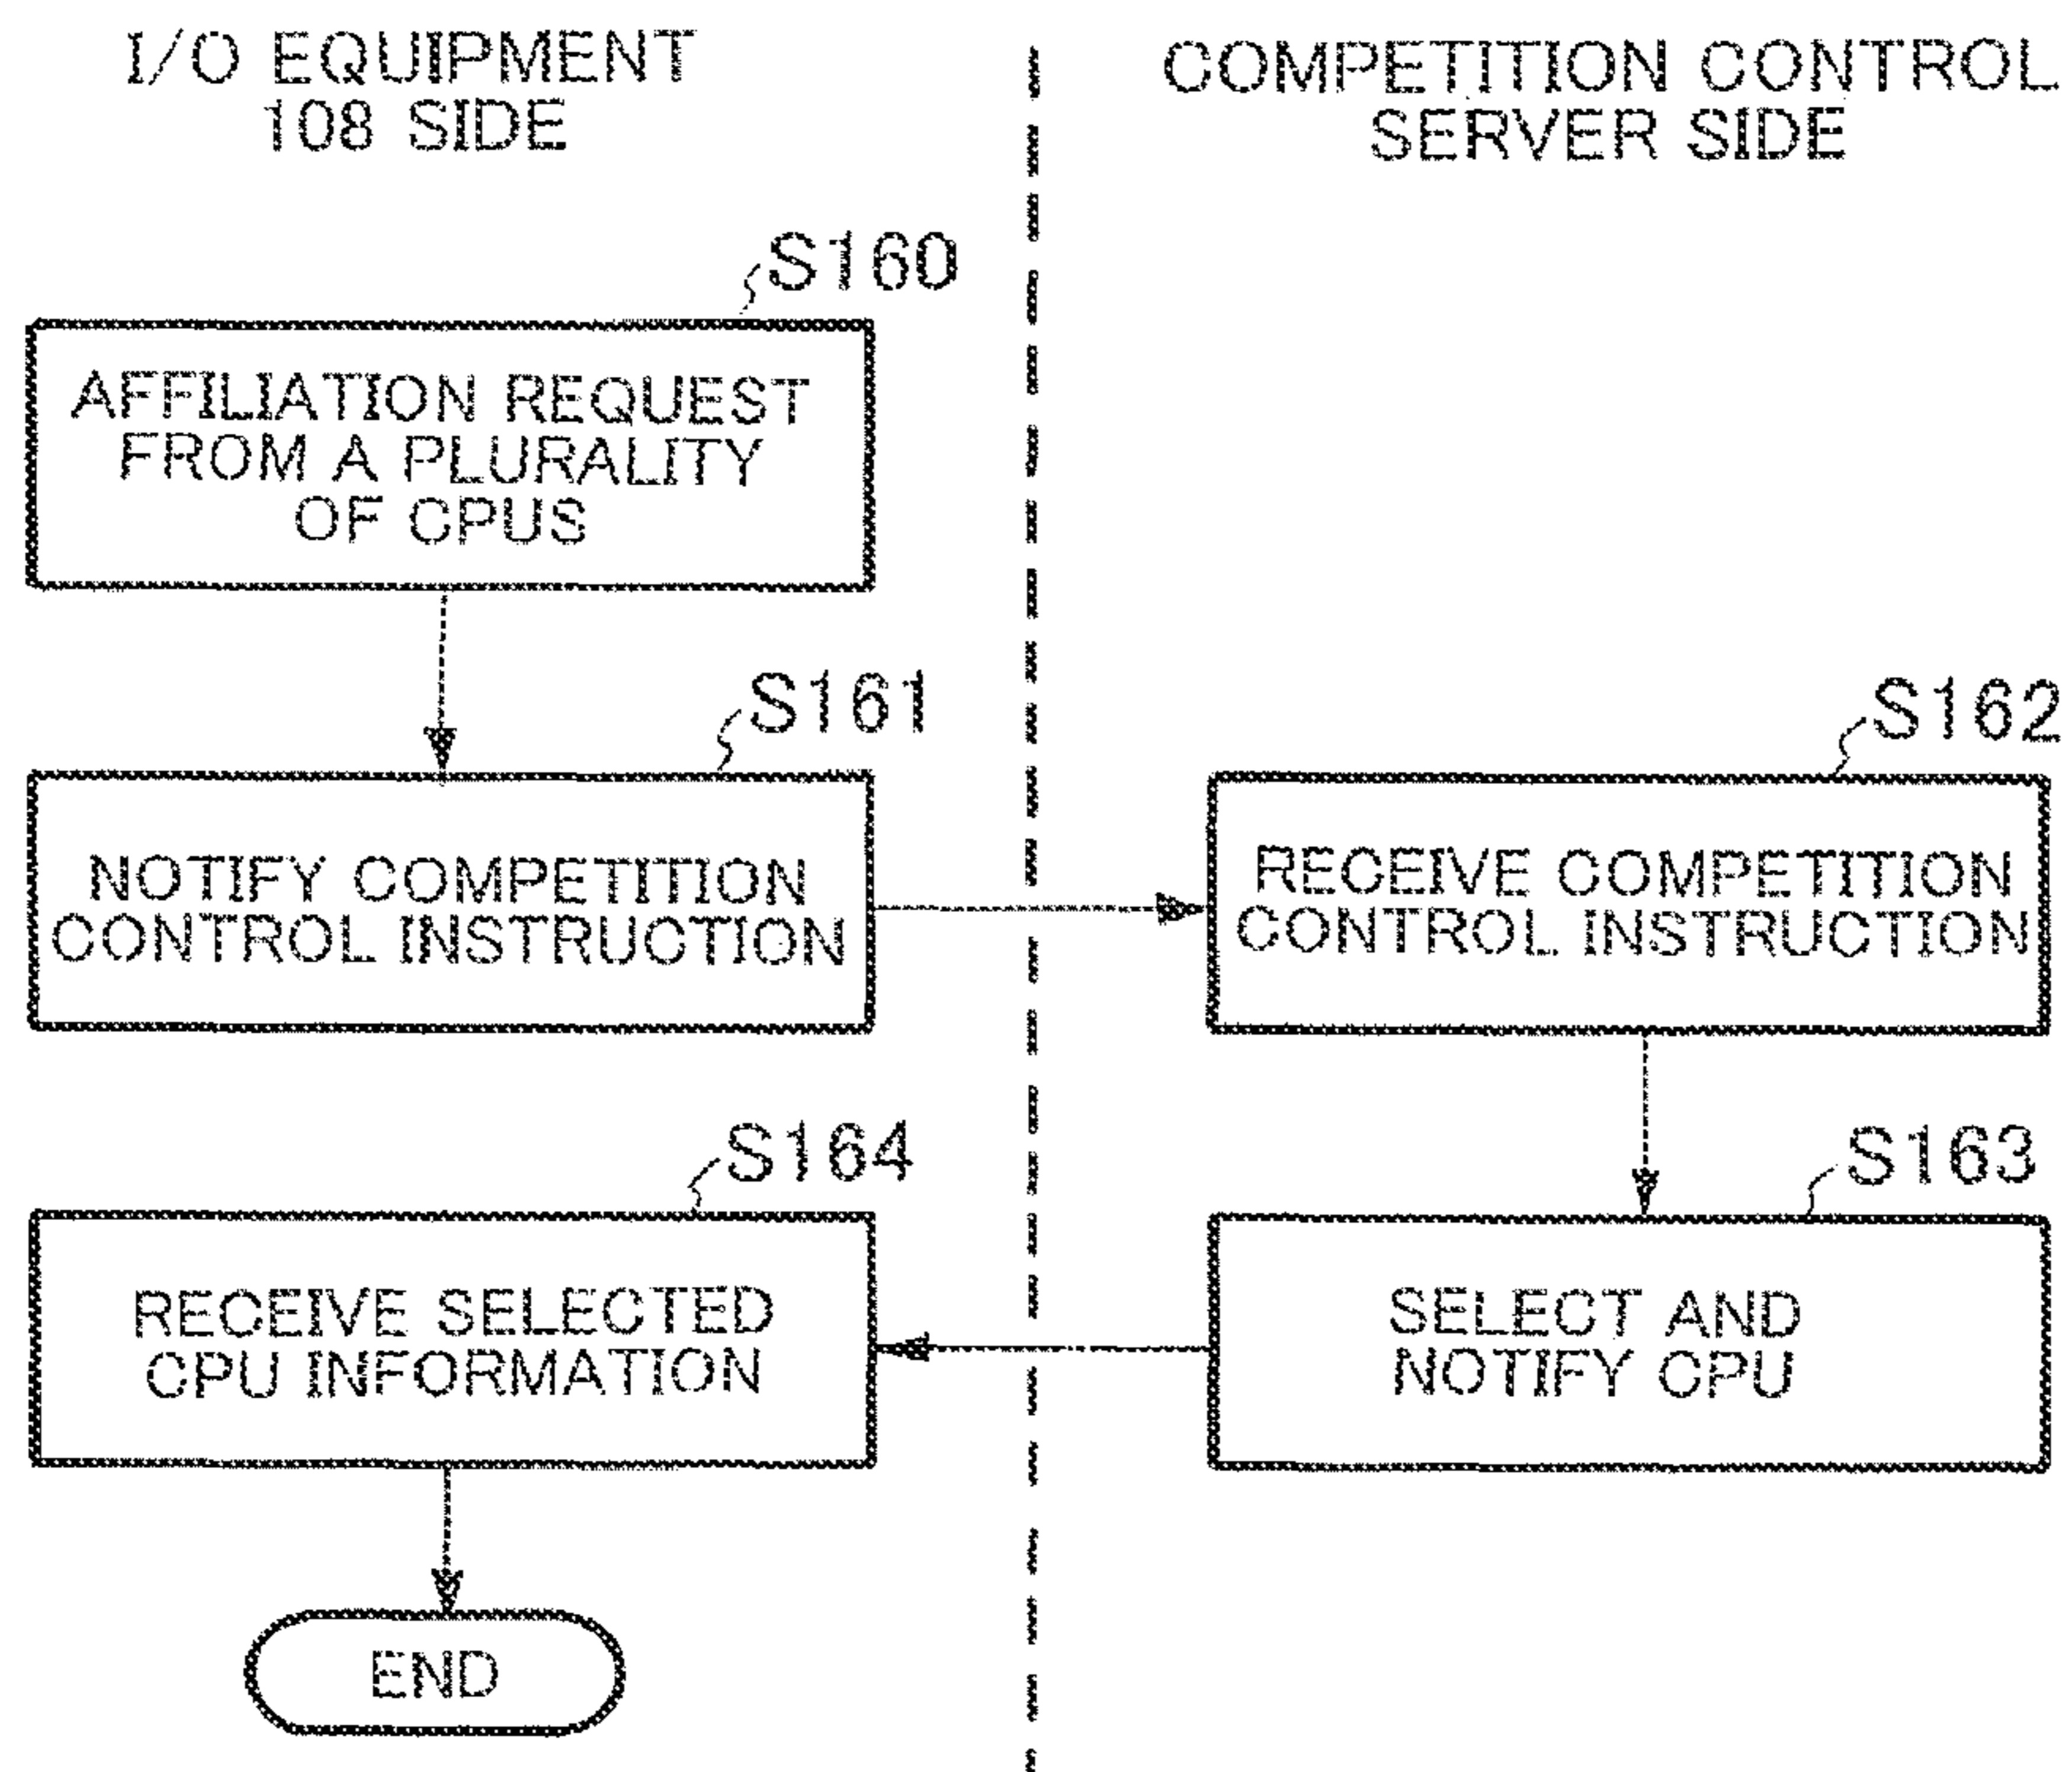 I/O EQUIPMENT
108 SIDE
COMPETITION CONTROL
SERVER SIDE
S160
AFFILIATION REQUEST
FROM A PLURALITY
OF CPUS
S161
NOTIFY COMPETITION
CONTROL INSTRUCTION
S162
RECEIVE COMPETITION
CONTROL INSTRUCTION
S163
SELECT AND
NOTIFY CPU
S164
RECEIVE SELECTED
CPU INFORMATION
END